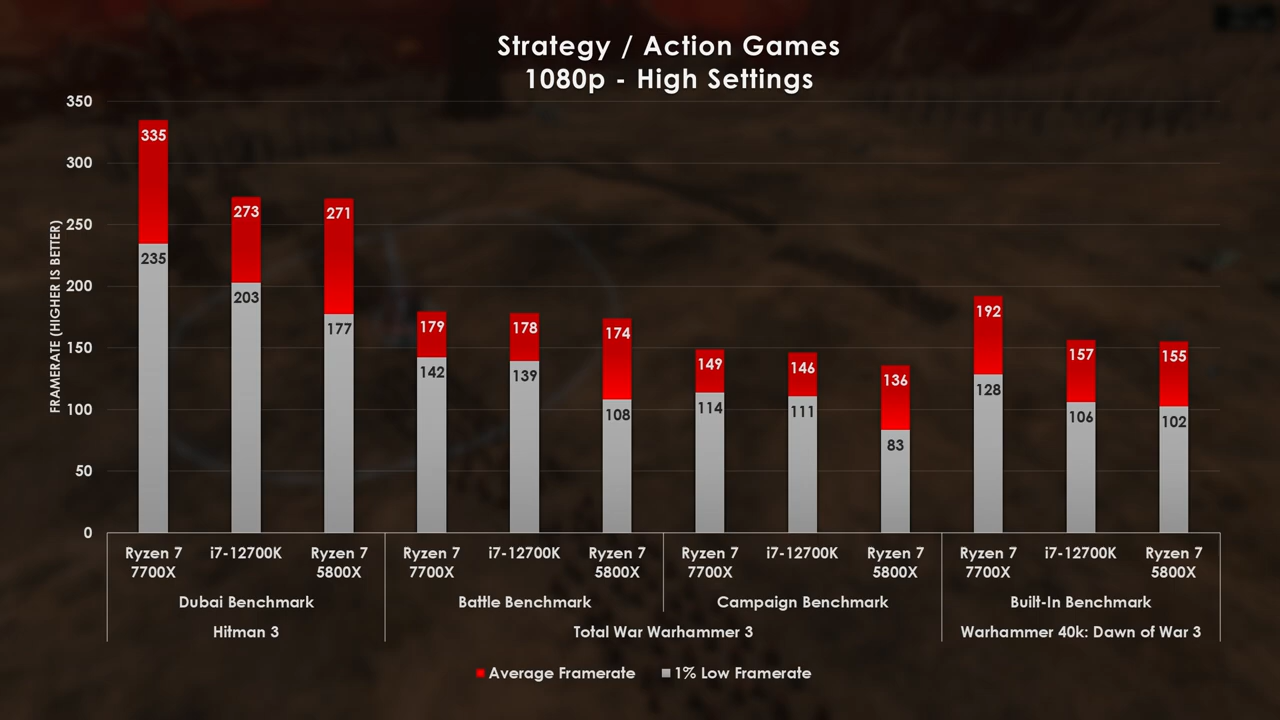 Strategy / Action Games
1080p - High Settings
FRAMERATE (HIGHER IS BETTER)
350
300
250
200
150
100
50
0
335
235
273
203
271
177
179
142
178
139
174
108
149
114
146
111
136
83
192
128
157
106
155
102
Ryzen 7 7700X
i7-12700K
Ryzen 7 5800X
Ryzen 7 7700X
i7-12700K
Ryzen 7 5800X
Ryzen 7 7700X
i7-12700K
Ryzen 7 5800X
Ryzen 7 7700X
i7-12700K
Ryzen 7 5800X
Dubai Benchmark
Battle Benchmark
Campaign Benchmark
Built-In Benchmark
Hitman 3
Total War Warhammer 3
Warhammer 40k: Dawn of War 3
Average Framerate
1% Low Framerate